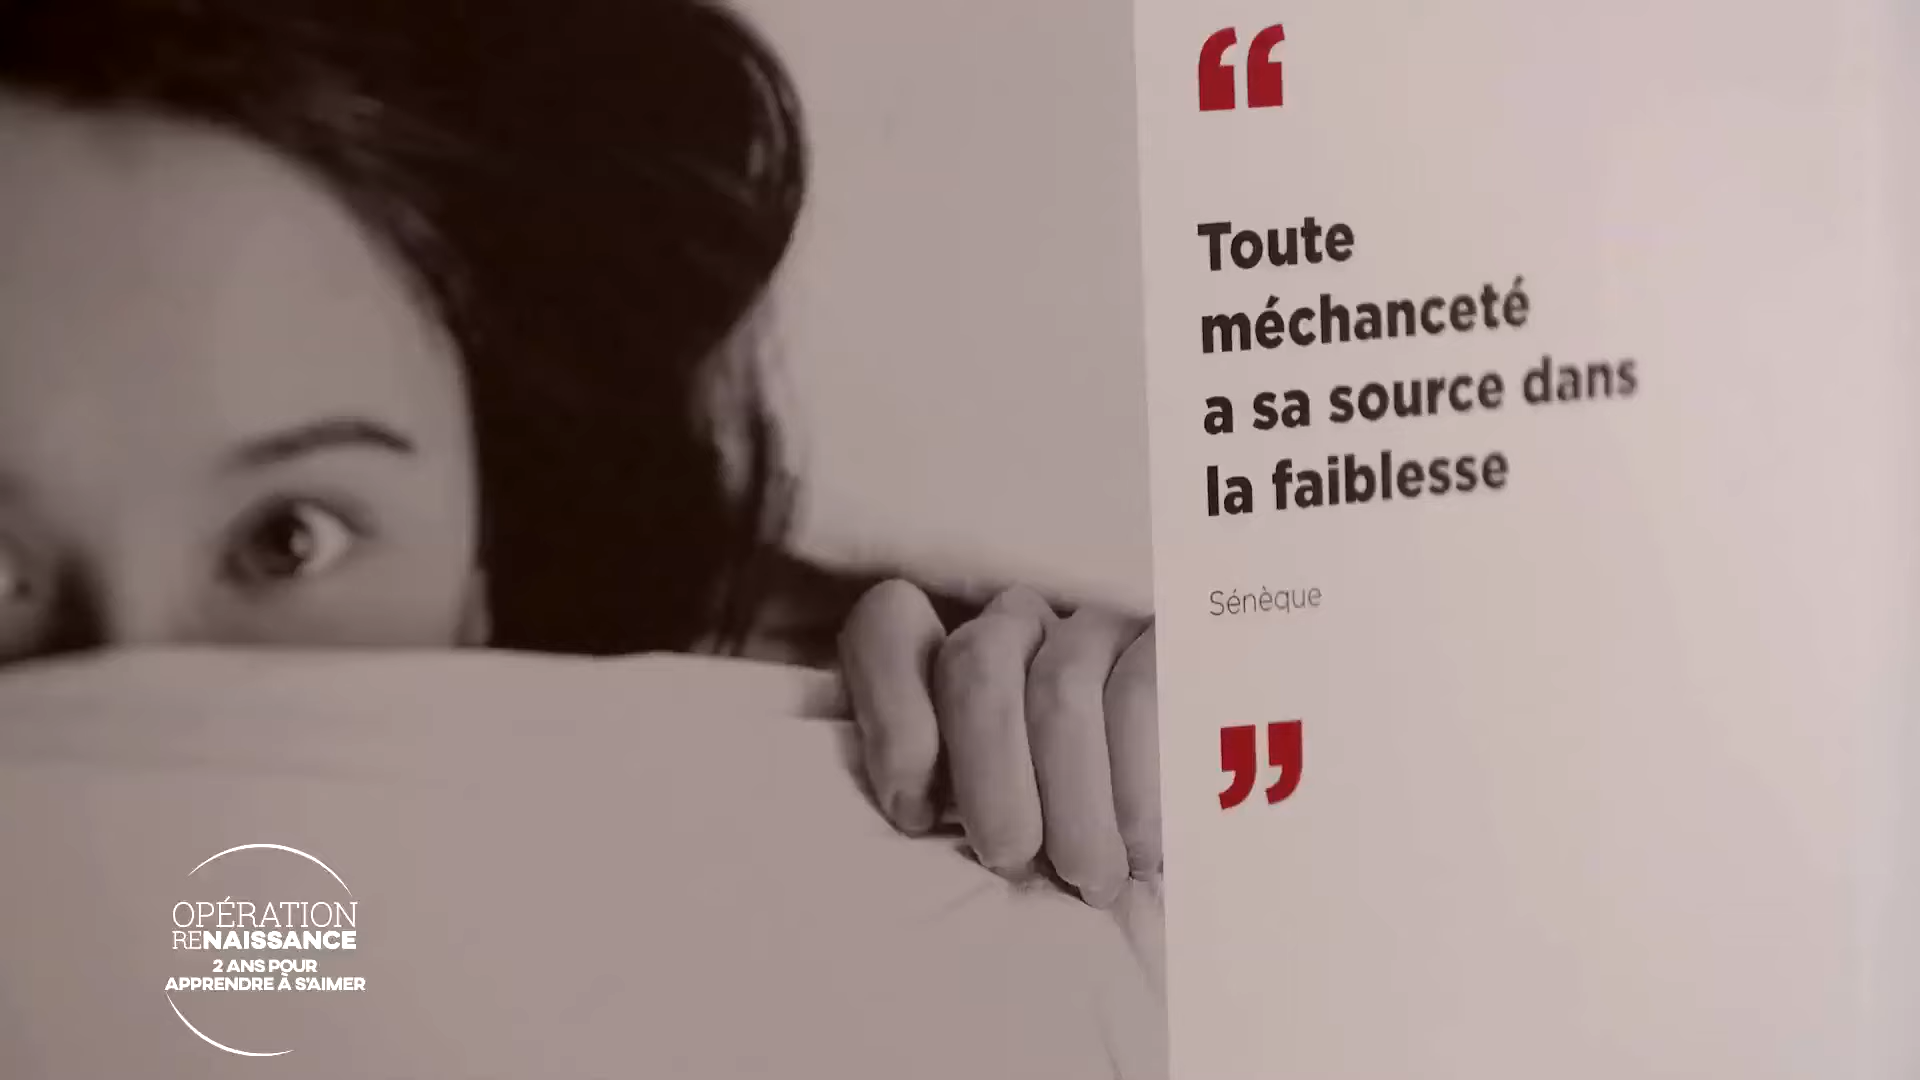 “
Toute
méchanceté
a sa source dans
la faiblesse
Sénèque
”
OPÉRATION
RENAISSANCE
2 ANS POUR
APPRENDRE À S'AIMER